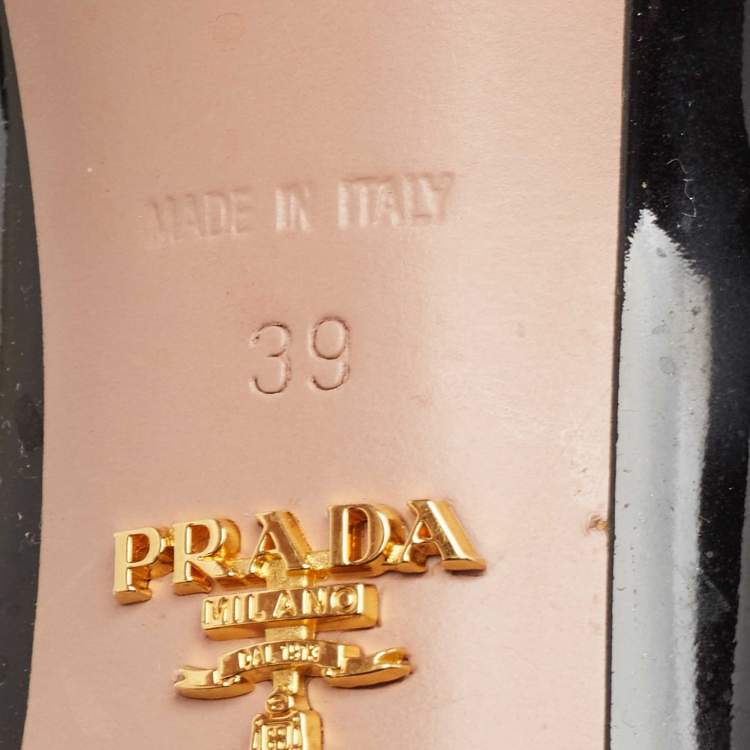 MADE IN ITALY
39
PRADA
MILANO
DAL 1913